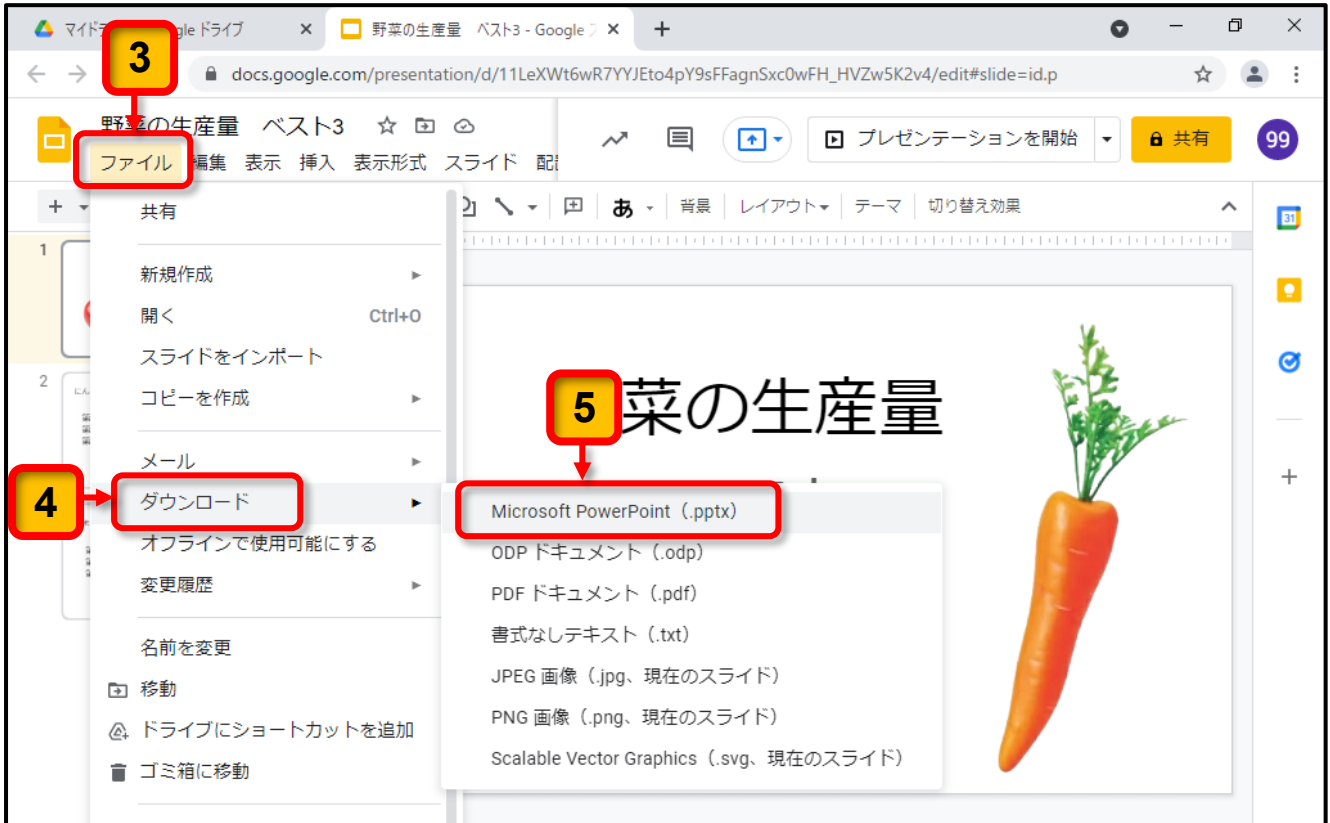 マイド
gle ドライブ
野菜の生産量 ベスト3 - Google
3
docs.google.com/presentation/d/11LeXWt6wR7YYJEto4pY9sFFagnSxc0wFH_HVZw5K2v4/edit#slide=id.p
野菜の生産量 ベスト3
プレゼンテーションを開始
共有
99
ファイル 編集 表示 挿入 表示形式 スライド 配
あ 背景 レイアウト テーマ 切り替え効果
31
1
2
共有
新規作成
開く Ctrl+O
スライドをインポート
コピーを作成
メール
4
ダウンロード
オフラインで使用可能にする
変更履歴
名前を変更
移動
ドライブにショートカットを追加
ゴミ箱に移動
菜の生産量
5
Microsoft PowerPoint（.pptx）
ODP ドキュメント（.odp）
PDF ドキュメント（.pdf）
書式なしテキスト（.txt）
JPEG 画像（.jpg、現在のスライド）
PNG 画像（.png、現在のスライド）
Scalable Vector Graphics（.svg、現在のスライド）